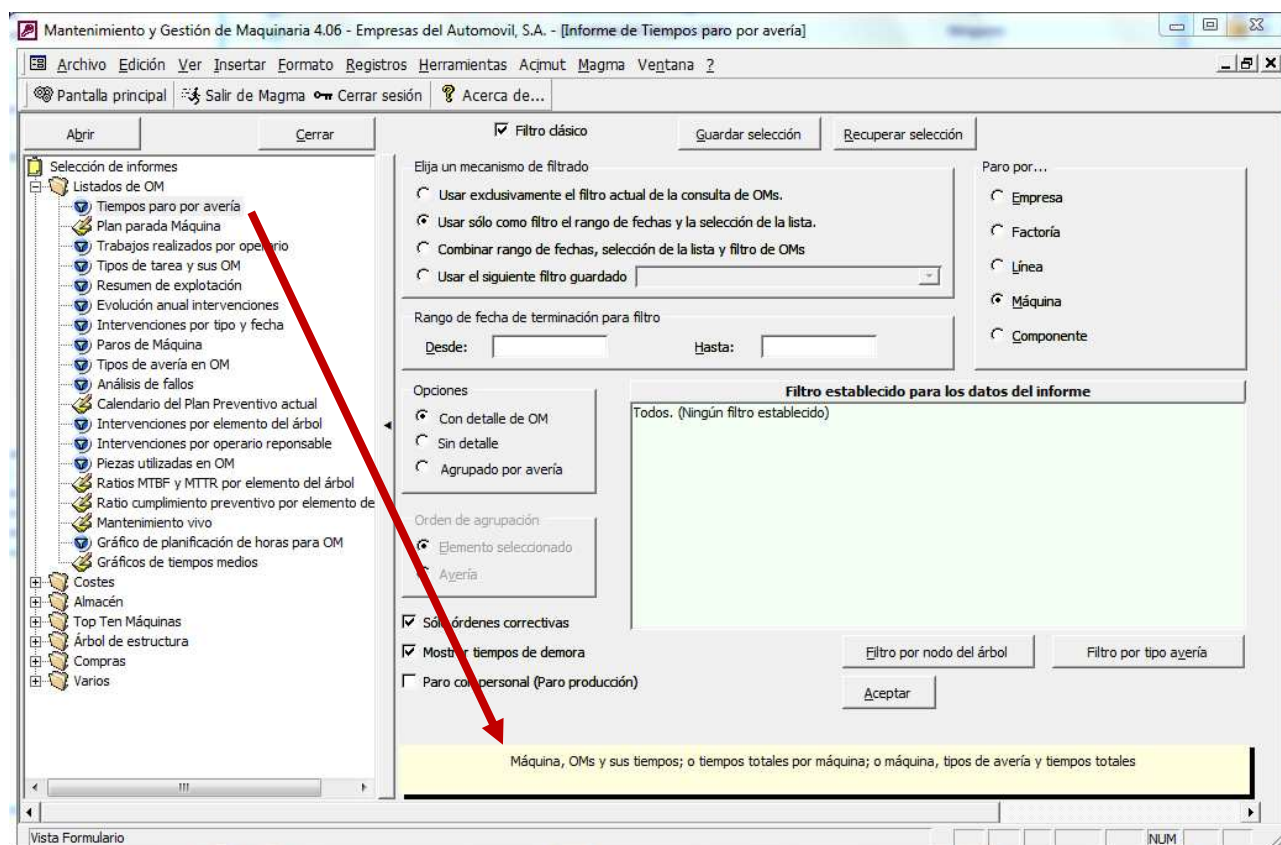 Mantenimiento y Gestión de Maquinaria 4.06 - Empresas del Automovil, S.A. - [Informe de Tiempos paro por avería]
Archivo Edición Ver Insertar Formato Registros Herramientas Acjmut Magma Ventana ?
Pantalla principal Salir de Magma Cerrar sesión Acerca de...
Abrir Cerrar
Filtro clásico Guardar selección Recuperar selección
Selección de informes
Listados de OM
Tiempos paro por avería
Plan parada Máquina
Trabajos realizados por operario
Tipos de tarea y sus OM
Resumen de explotación
Evolución anual intervenciones
Intervenciones por tipo y fecha
Paros de Máquina
Tipos de avería en OM
Análisis de fallos
Calendario del Plan Preventivo actual
Intervenciones por elemento del árbol
Intervenciones por operario reponsable
Piezas utilizadas en OM
Ratios MTBF y MTTR por elemento del árbol
Ratio cumplimiento preventivo por elemento de
Mantenimiento vivo
Gráfico de planificación de horas para OM
Gráficos de tiempos medios
Costes
Almacén
Top Ten Máquinas
Árbol de estructura
Compras
Varios
Elija un mecanismo de filtrado
Usar exclusivamente el filtro actual de la consulta de OMs.
Usar sólo como filtro el rango de fechas y la selección de la lista.
Combinar rango de fechas, selección de la lista y filtro de OMs
Usar el siguiente filtro guardado
Paro por...
Empresa
Factoría
Línea
Máquina
Componente
Rango de fecha de terminación para filtro
Desde: Hasta:
Opciones
Con detalle de OM
Sin detalle
Agrupado por avería
Filtro establecido para los datos del informe
Todos. (Ningún filtro establecido)
Orden de agrupación
Elemento seleccionado
Avería
Sólo órdenes correctivas
Mostrar tiempos de demora
Paro con personal (Paro producción)
Filtro por nodo del árbol Filtro por tipo avería
Aceptar
Máquina, OMs y sus tiempos; o tiempos totales por máquina; o máquina, tipos de avería y tiempos totales
Vista Formulario NUM